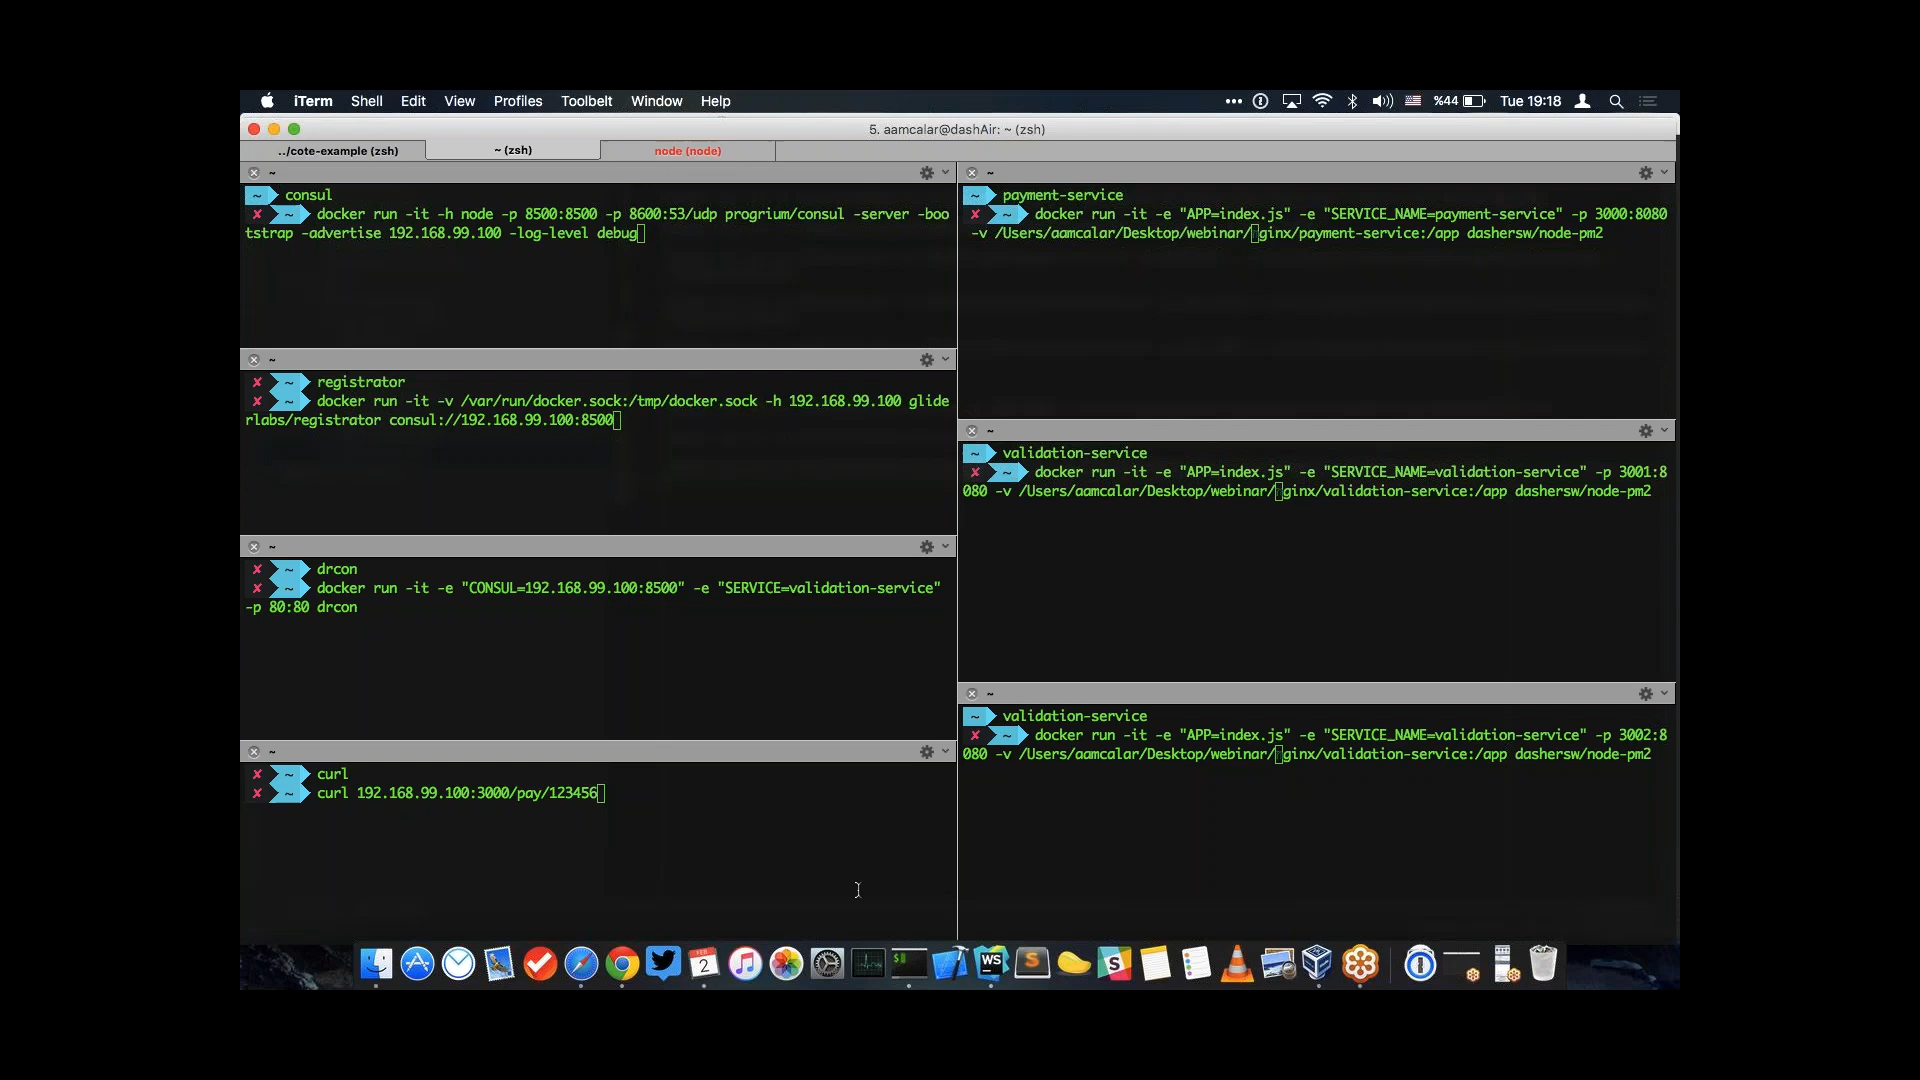 iTerm Shell Edit View Profiles Toolbelt Window Help %44 Tue 19:18
5. aamcalar@dashAir: ~ (zsh)
../cote-example (zsh) ~ (zsh) node (node)
~
~ consul
✘ ~ docker run -it -h node -p 8500:8500 -p 8600:53/udp progrium/consul -server -boo
tstrap -advertise 192.168.99.100 -log-level debug
~
✘ ~ registrator
✘ ~ docker run -it -v /var/run/docker.sock:/tmp/docker.sock -h 192.168.99.100 glide
rlabs/registrator consul://192.168.99.100:8500
~
✘ ~ drcon
✘ ~ docker run -it -e "CONSUL=192.168.99.100:8500" -e "SERVICE=validation-service"
-p 80:80 drcon
~
✘ ~ curl
✘ ~ curl 192.168.99.100:3000/pay/123456
~
~ payment-service
✘ ~ docker run -it -e "APP=index.js" -e "SERVICE_NAME=payment-service" -p 3000:8080
-v /Users/aamcalar/Desktop/webinar/ ginx/payment-service:/app dashersw/node-pm2
~
~ validation-service
✘ ~ docker run -it -e "APP=index.js" -e "SERVICE_NAME=validation-service" -p 3001:8
080 -v /Users/aamcalar/Desktop/webinar/ ginx/validation-service:/app dashersw/node-pm2
~
~ validation-service
✘ ~ docker run -it -e "APP=index.js" -e "SERVICE_NAME=validation-service" -p 3002:8
080 -v /Users/aamcalar/Desktop/webinar/ ginx/validation-service:/app dashersw/node-pm2
FEB
2
WS
S